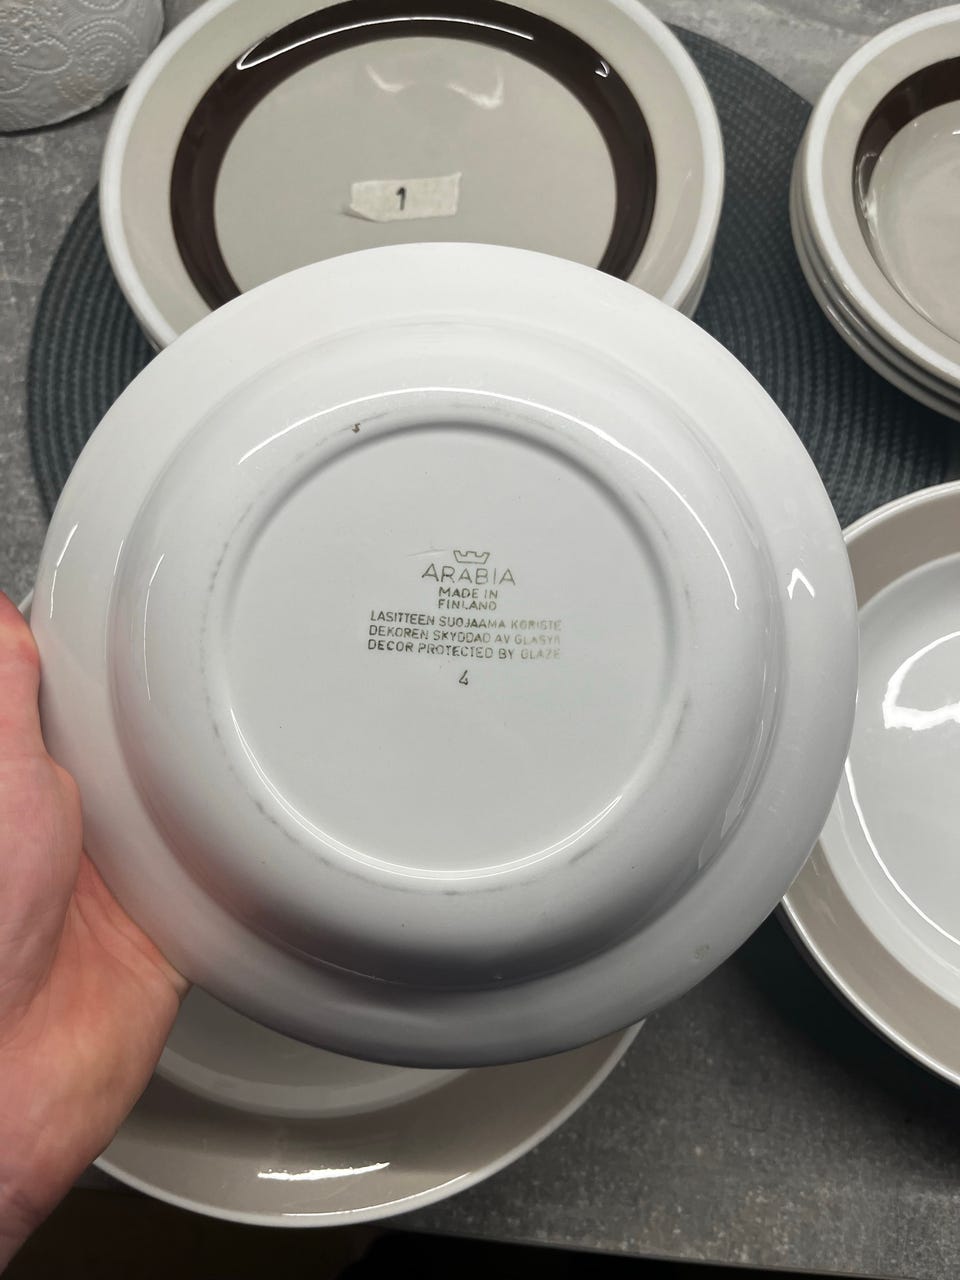 1
ARABIA
MADE IN
FINLAND
LASITTEEN SUOJAAMA KORISTE
DEKOREN SKYDDAD AV GLASYR
DECOR PROTECTED BY GLAZE
4